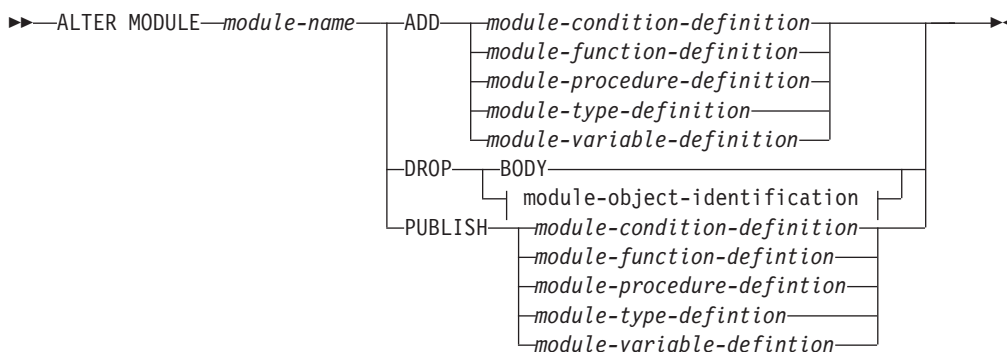 ALTER MODULE module-name ADD module-condition-definition
module-function-definition
module-procedure-definition
module-type-definition
module-variable-definition
DROP BODY
module-object-identification
PUBLISH module-condition-definition
module-function-defintion
module-procedure-defintion
module-type-defintion
module-variable-defintion